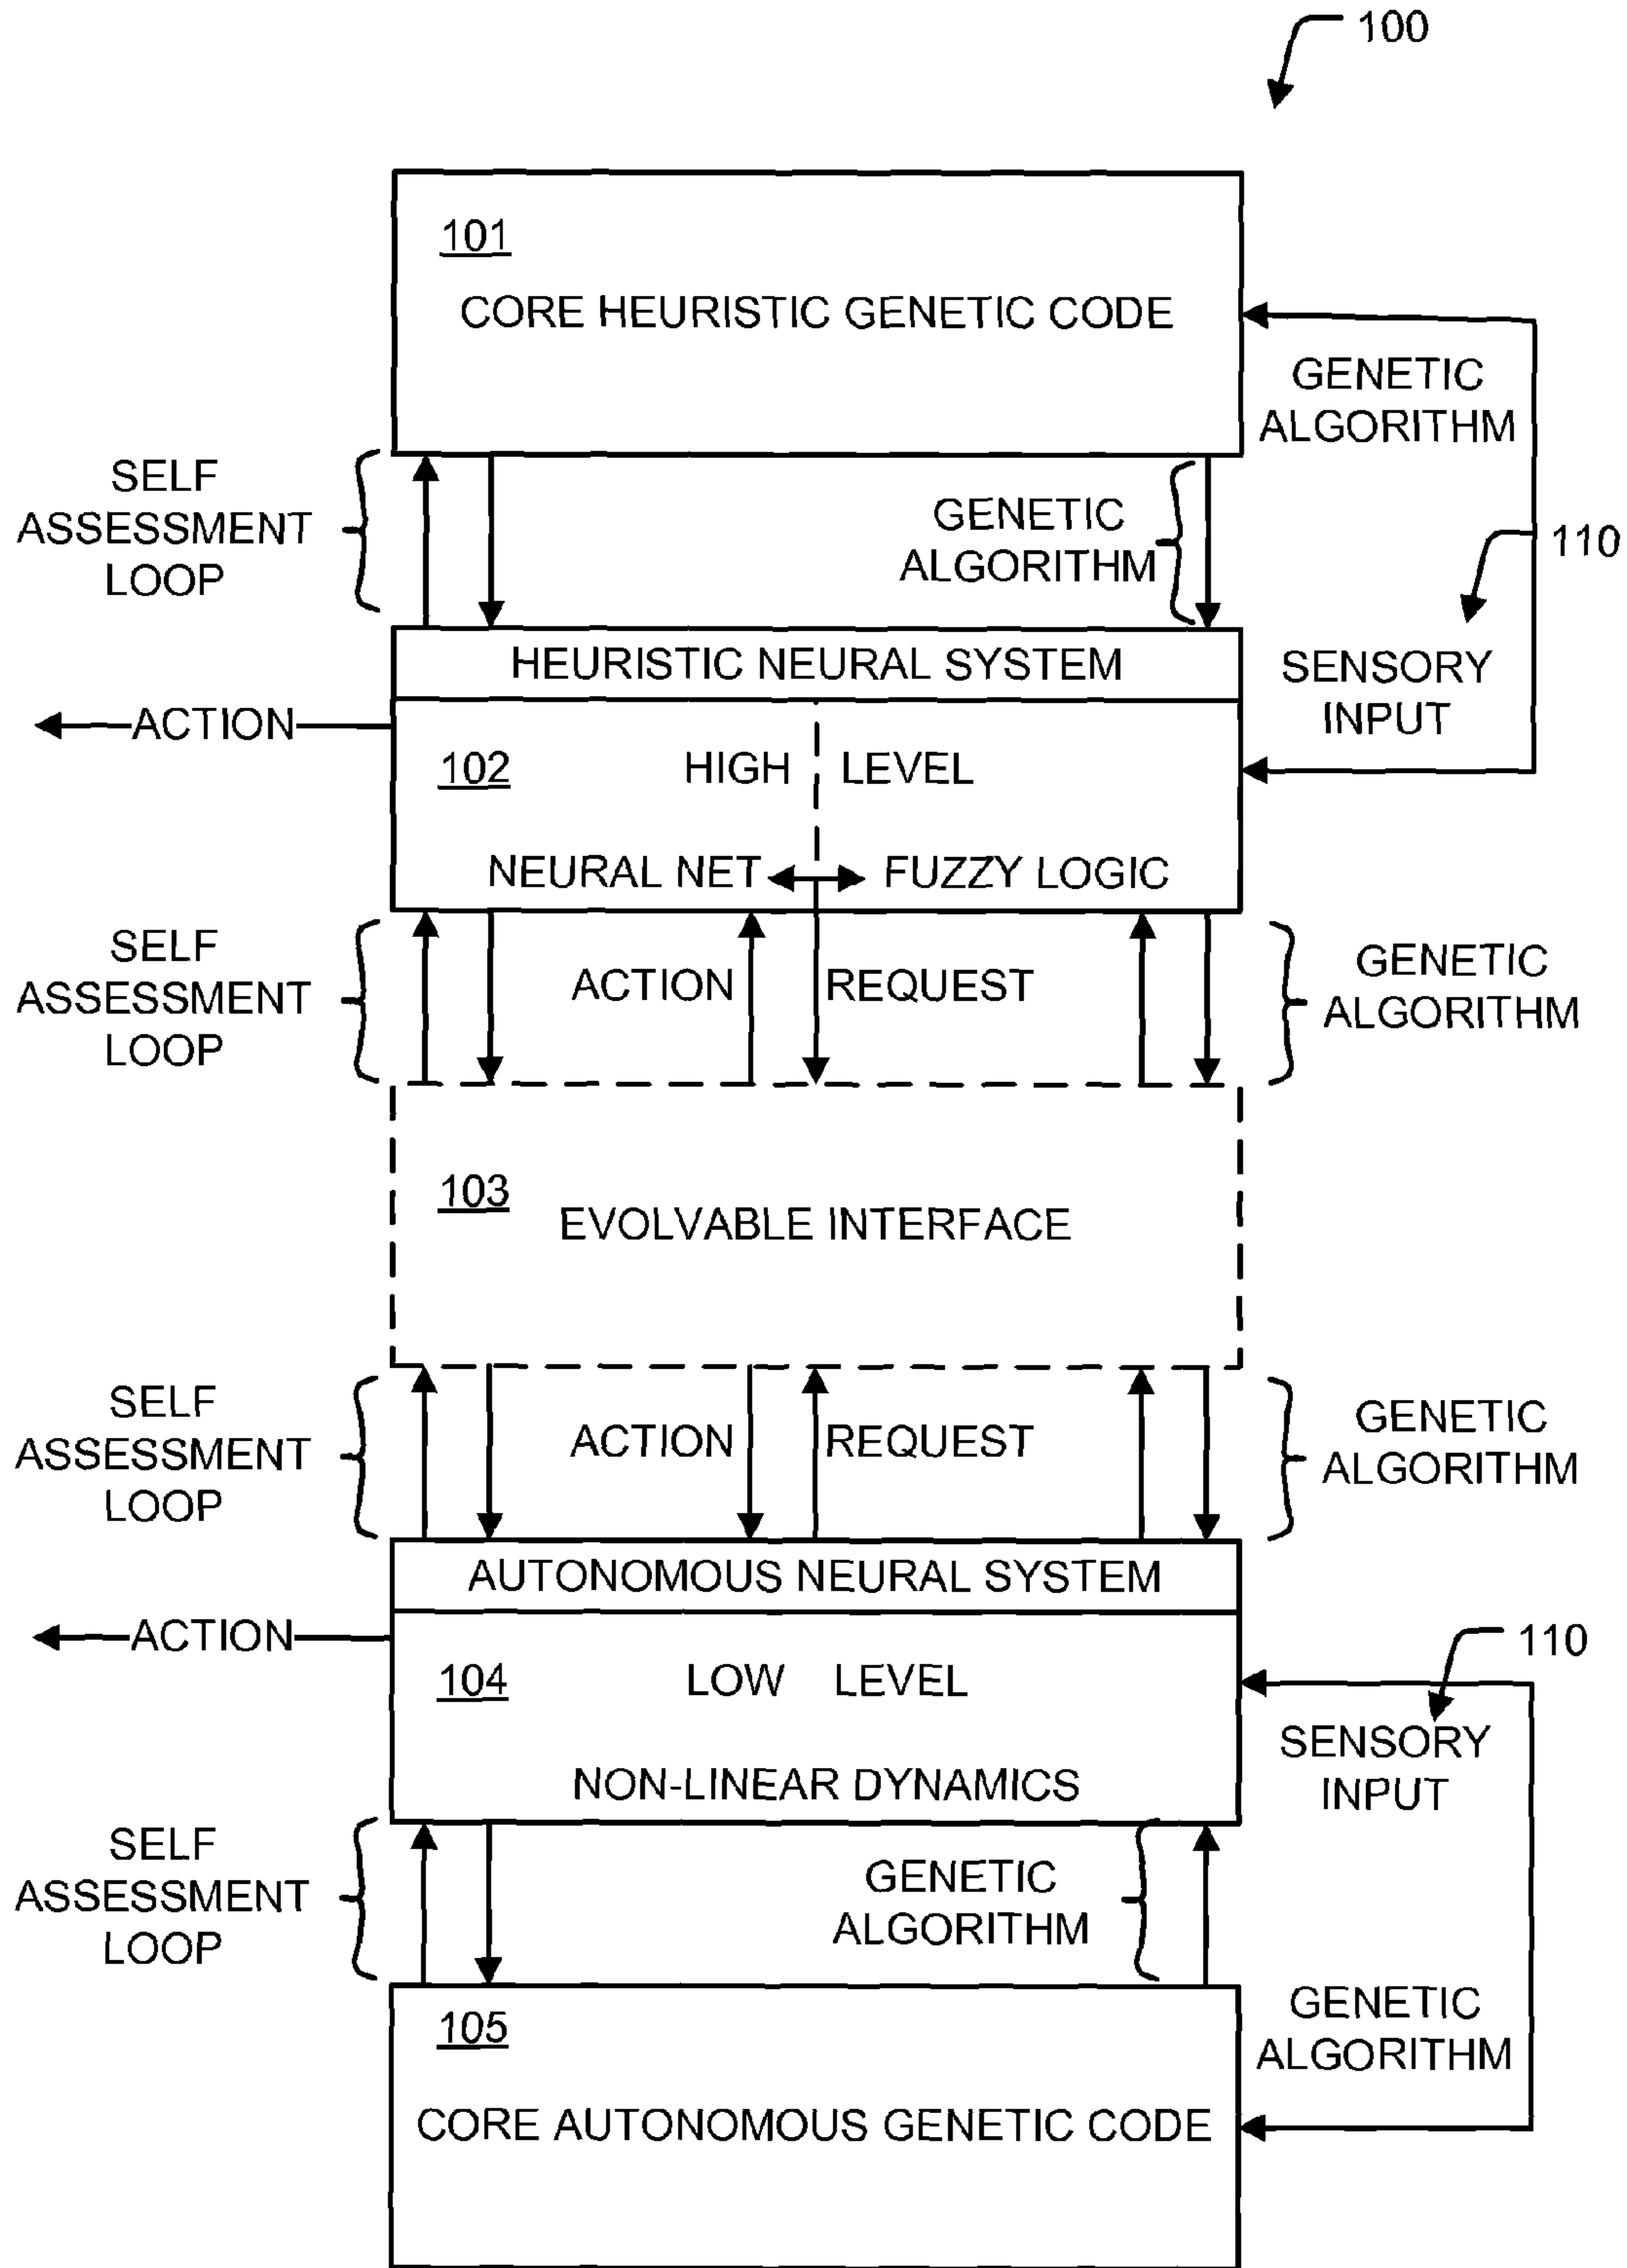 100
101
CORE HEURISTIC GENETIC CODE
GENETIC
ALGORITHM
SELF
ASSESSMENT
LOOP
GENETIC
ALGORITHM
110
HEURISTIC NEURAL SYSTEM
SENSORY
INPUT
ACTION
102
HIGH LEVEL
NEURAL NET FUZZY LOGIC
SELF
ASSESSMENT
LOOP
ACTION REQUEST
GENETIC
ALGORITHM
103
EVOLVABLE INTERFACE
SELF
ASSESSMENT
LOOP
ACTION REQUEST
GENETIC
ALGORITHM
AUTONOMOUS NEURAL SYSTEM
ACTION
110
104
LOW LEVEL
SENSORY
INPUT
NON-LINEAR DYNAMICS
SELF
ASSESSMENT
LOOP
GENETIC
ALGORITHM
GENETIC
ALGORITHM
105
CORE AUTONOMOUS GENETIC CODE